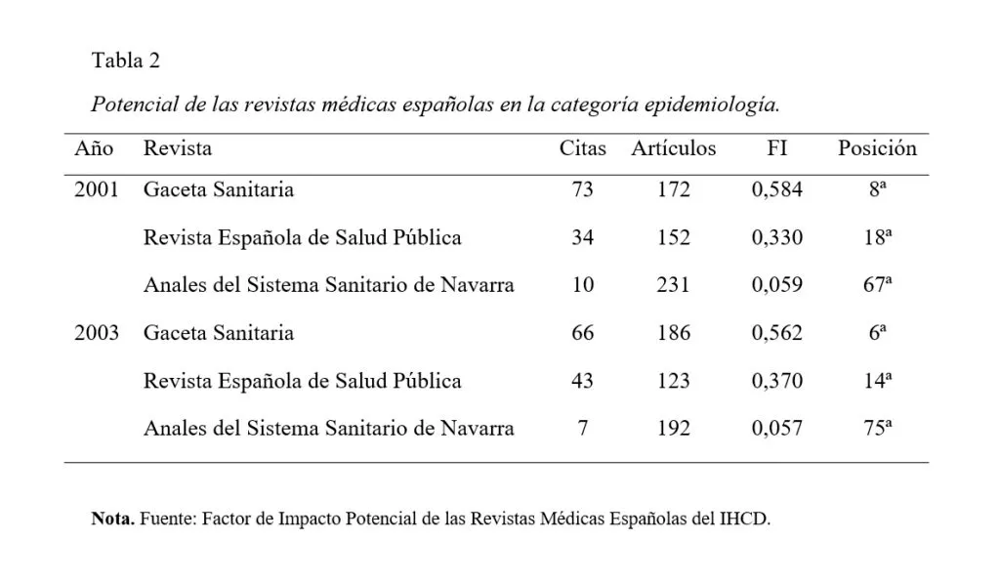 Tabla 2
Potencial de las revistas médicas españolas en la categoría epidemiología.
Año Revista Citas Artículos FI Posición
2001 Gaceta Sanitaria 73 172 0,584 8ª
Revista Española de Salud Pública 34 152 0,330 18ª
Anales del Sistema Sanitario de Navarra 10 231 0,059 67ª
2003 Gaceta Sanitaria 66 186 0,562 6ª
Revista Española de Salud Pública 43 123 0,370 14ª
Anales del Sistema Sanitario de Navarra 7 192 0,057 75ª
Nota. Fuente: Factor de Impacto Potencial de las Revistas Médicas Españolas del IHCD.